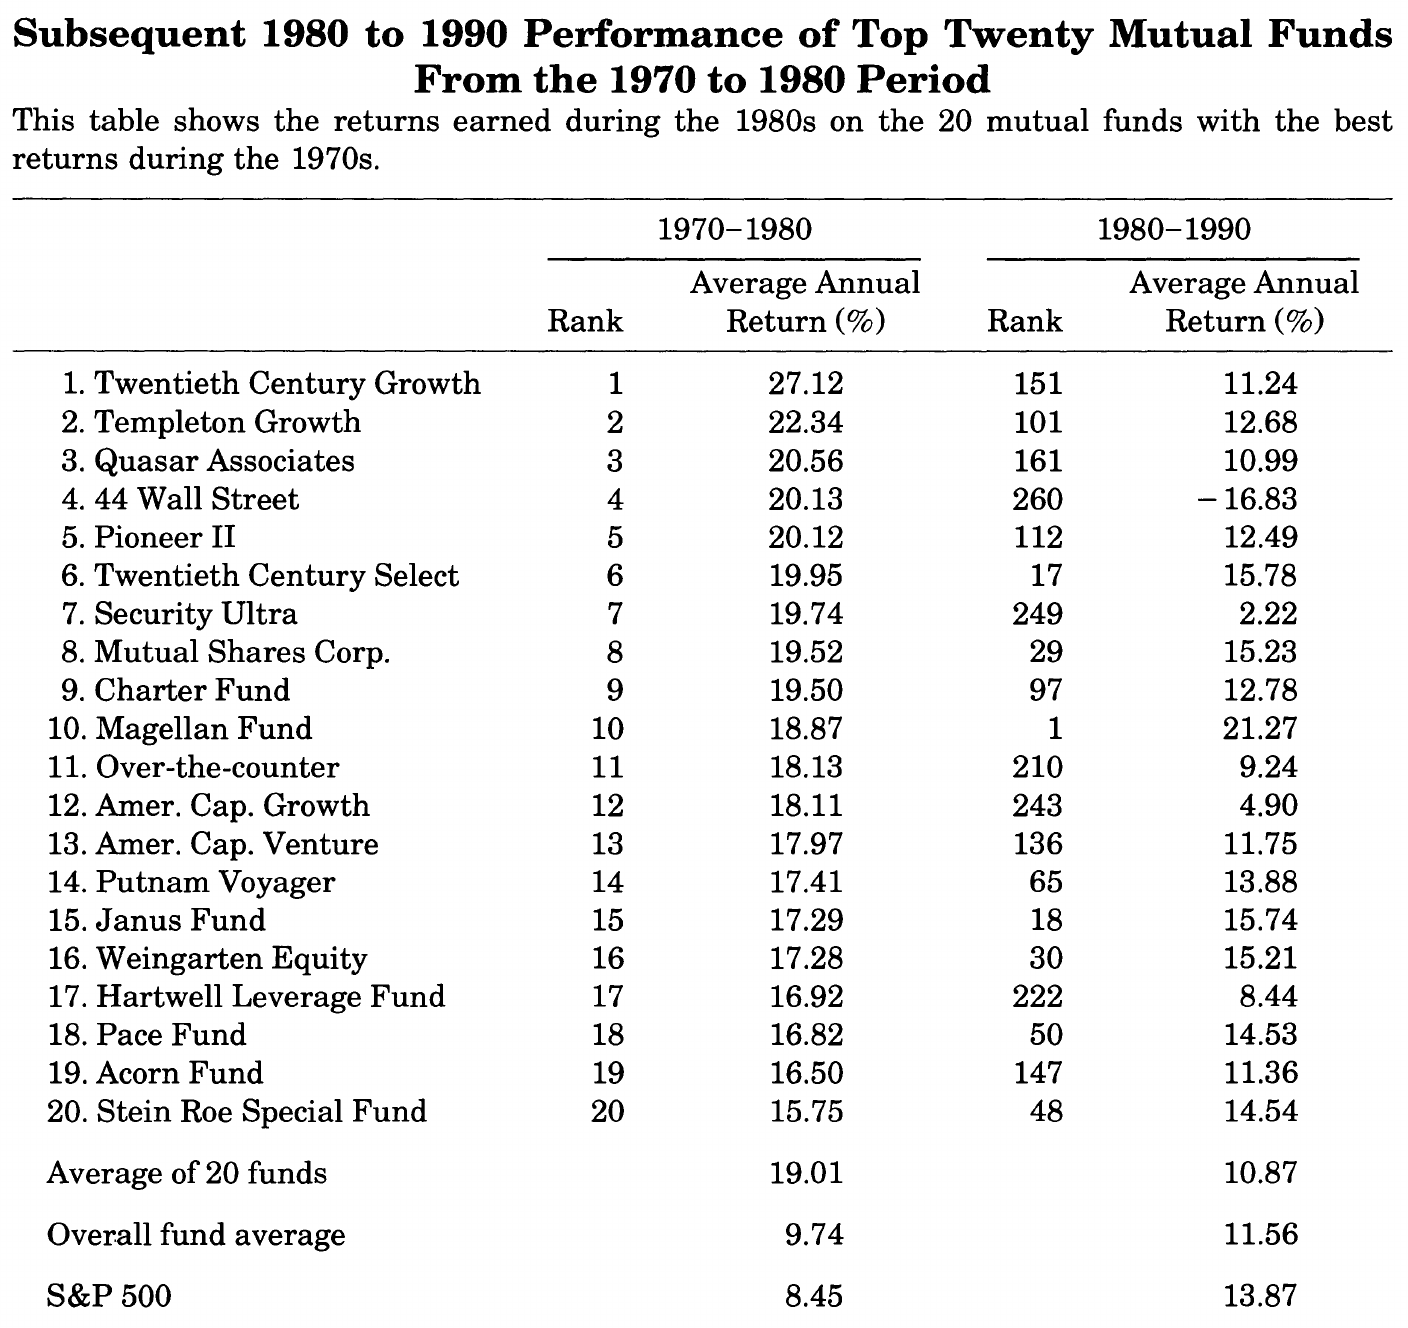 Subsequent 1980 to 1990 Performance of Top Twenty Mutual Funds
From the 1970 to 1980 Period
This table shows the returns earned during the 1980s on the 20 mutual funds with the best
returns during the 1970s.
1970–1980 1980–1990
Average Annual Average Annual
Rank Return (%) Rank Return (%)
1. Twentieth Century Growth 1 27.12 151 11.24
2. Templeton Growth 2 22.34 101 12.68
3. Quasar Associates 3 20.56 161 10.99
4. 44 Wall Street 4 20.13 260 −16.83
5. Pioneer II 5 20.12 112 12.49
6. Twentieth Century Select 6 19.95 17 15.78
7. Security Ultra 7 19.74 249 2.22
8. Mutual Shares Corp. 8 19.52 29 15.23
9. Charter Fund 9 19.50 97 12.78
10. Magellan Fund 10 18.87 1 21.27
11. Over-the-counter 11 18.13 210 9.24
12. Amer. Cap. Growth 12 18.11 243 4.90
13. Amer. Cap. Venture 13 17.97 136 11.75
14. Putnam Voyager 14 17.41 65 13.88
15. Janus Fund 15 17.29 18 15.74
16. Weingarten Equity 16 17.28 30 15.21
17. Hartwell Leverage Fund 17 16.92 222 8.44
18. Pace Fund 18 16.82 50 14.53
19. Acorn Fund 19 16.50 147 11.36
20. Stein Roe Special Fund 20 15.75 48 14.54
Average of 20 funds 19.01 10.87
Overall fund average 9.74 11.56
S&P 500 8.45 13.87